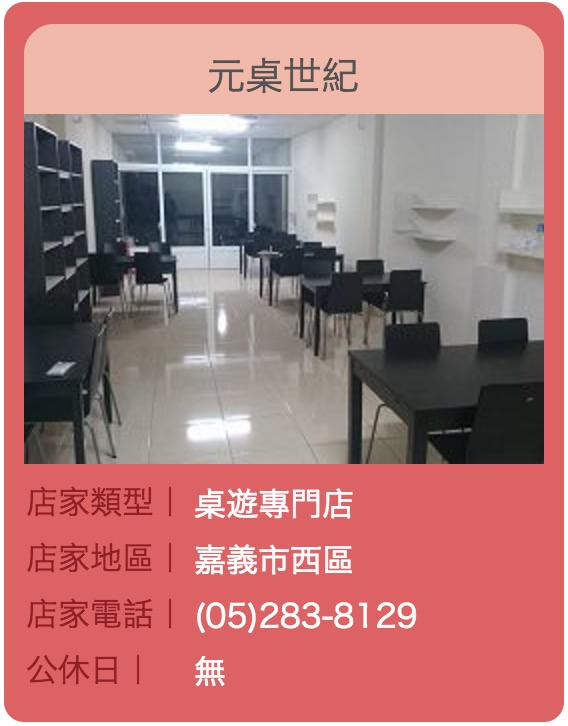 元桌世紀
店家類型｜ 桌遊專門店
店家地區｜ 嘉義市西區
店家電話｜ (05)283-8129
公休日｜ 無